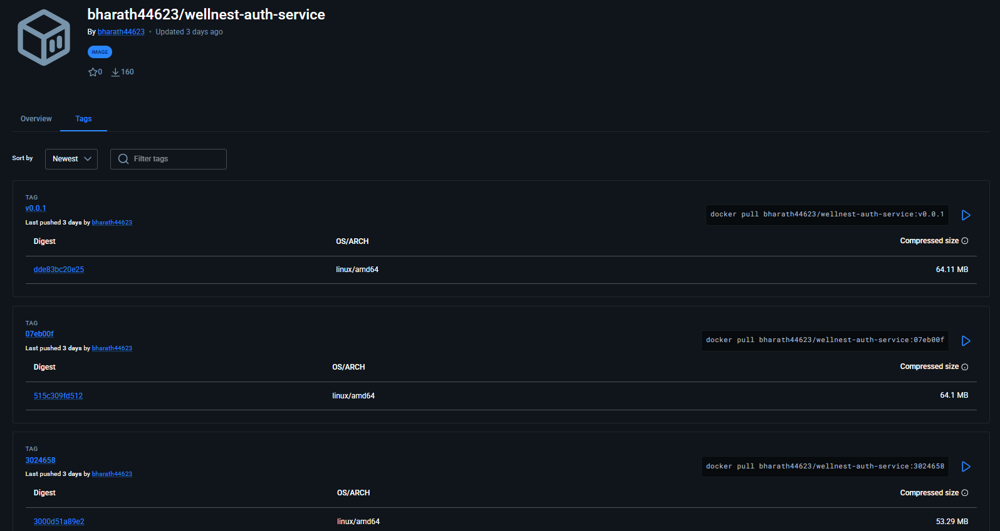 bharath44623/wellnest-auth-service
By bharath44623 • Updated 3 days ago
IMAGE
0 160
Overview Tags
Sort by Newest Filter tags
TAG
v0.0.1
docker pull bharath44623/wellnest-auth-service:v0.0.1
Last pushed 3 days by bharath44623
Digest OS/ARCH Compressed size
dde83bc20e25 linux/amd64 64.11 MB
TAG
07eb00f
docker pull bharath44623/wellnest-auth-service:07eb00f
Last pushed 3 days by bharath44623
Digest OS/ARCH Compressed size
515c309fd512 linux/amd64 64.1 MB
TAG
3024658
docker pull bharath44623/wellnest-auth-service:3024658
Last pushed 3 days by bharath44623
Digest OS/ARCH Compressed size
3000d51a89e2 linux/amd64 53.29 MB